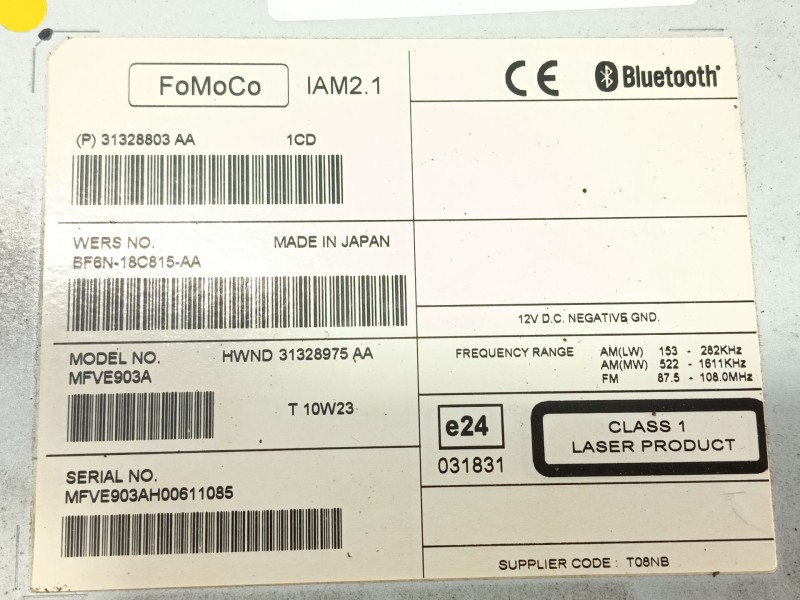 FoMoCo IAM2.1
(P) 31328803 AA 1CD
WERS NO. MADE IN JAPAN
BF6N-18C815-AA
MODEL NO. HWND 31328975 AA
MFVE903A
T 10W23
SERIAL NO.
MFVE903AH00611085
CE Bluetooth
12V D.C. NEGATIVE GND.
FREQUENCY RANGE AM(LW) 153 - 282KHz
AM(MW) 522 - 1611KHz
FM 87.5 - 108.0MHz
e24
031831
CLASS 1
LASER PRODUCT
SUPPLIER CODE : T08NB